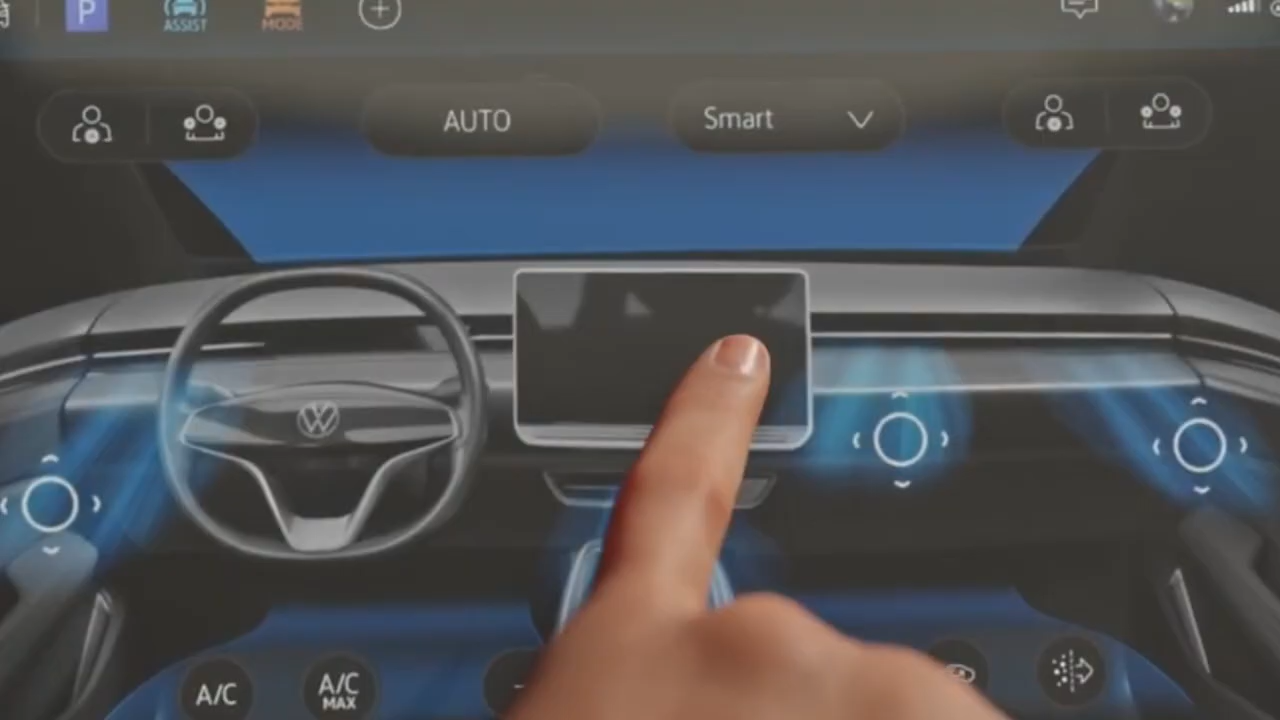 P
ASSIST
MODE
AUTO
Smart
A/C
A/C
MAX